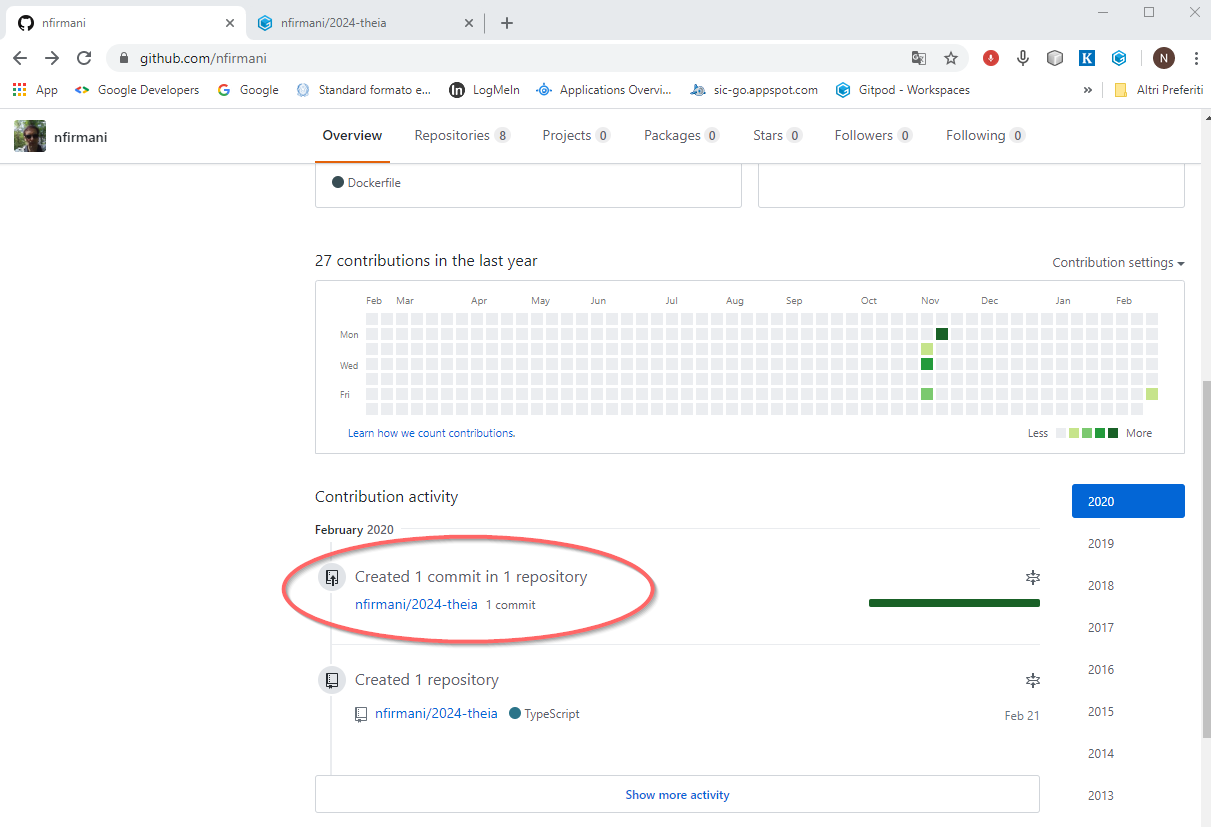 nfirmani
nfirmani/2024-theia
github.com/nfirmani
N
App
Google Developers
Google
Standard formato e...
LogMeIn
Applications Overvi...
sic-go.appspot.com
Gitpod - Workspaces
»
Altri Preferiti
nfirmani
Overview
Repositories 8
Projects 0
Packages 0
Stars 0
Followers 0
Following 0
Dockerfile
27 contributions in the last year
Contribution settings
Feb Mar Apr May Jun Jul Aug Sep Oct Nov Dec Jan Feb
Mon
Wed
Fri
Learn how we count contributions.
Less More
Contribution activity
2020
February 2020
2019
Created 1 commit in 1 repository
2018
nfirmani/2024-theia 1 commit
2017
2016
Created 1 repository
2015
nfirmani/2024-theia TypeScript Feb 21
2014
Show more activity
2013